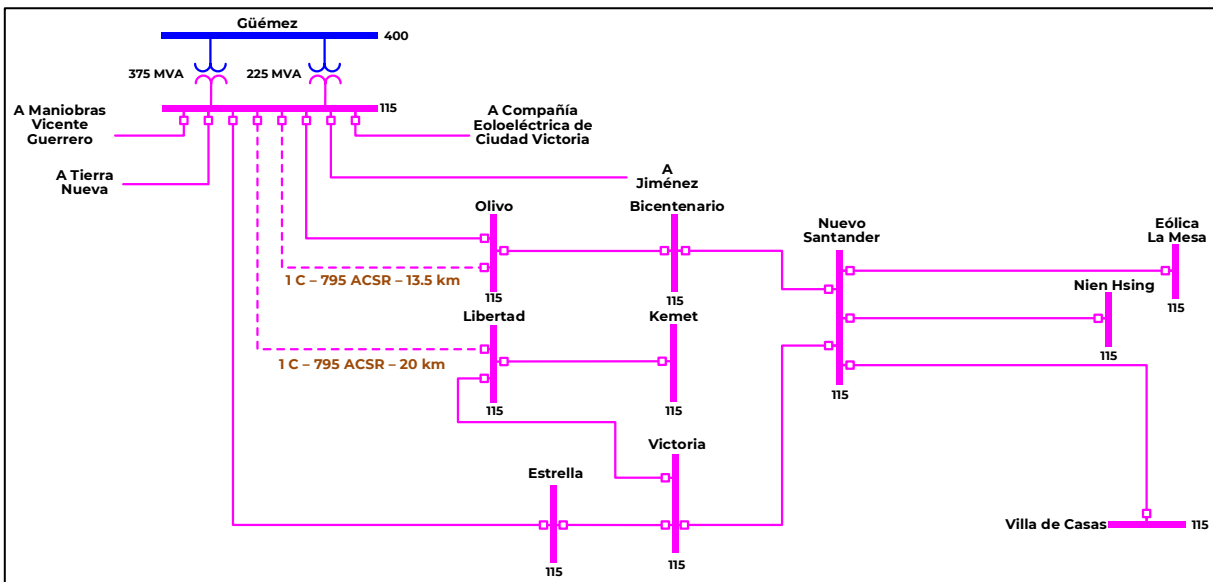 Güémez
400
375 MVA
225 MVA
115
A Maniobras
Vicente
Guerrero
A Compañía
Eoloeléctrica de
Ciudad Victoria
A Tierra
Nueva
A
Jiménez
Olivo
Bicentenario
Nuevo
Santander
Eólica
La Mesa
1 C – 795 ACSR – 13.5 km
Nien Hsing
115
115
115
Libertad
Kemet
115
1 C – 795 ACSR – 20 km
115
115
115
Victoria
Estrella
Villa de Casas
115
115
115